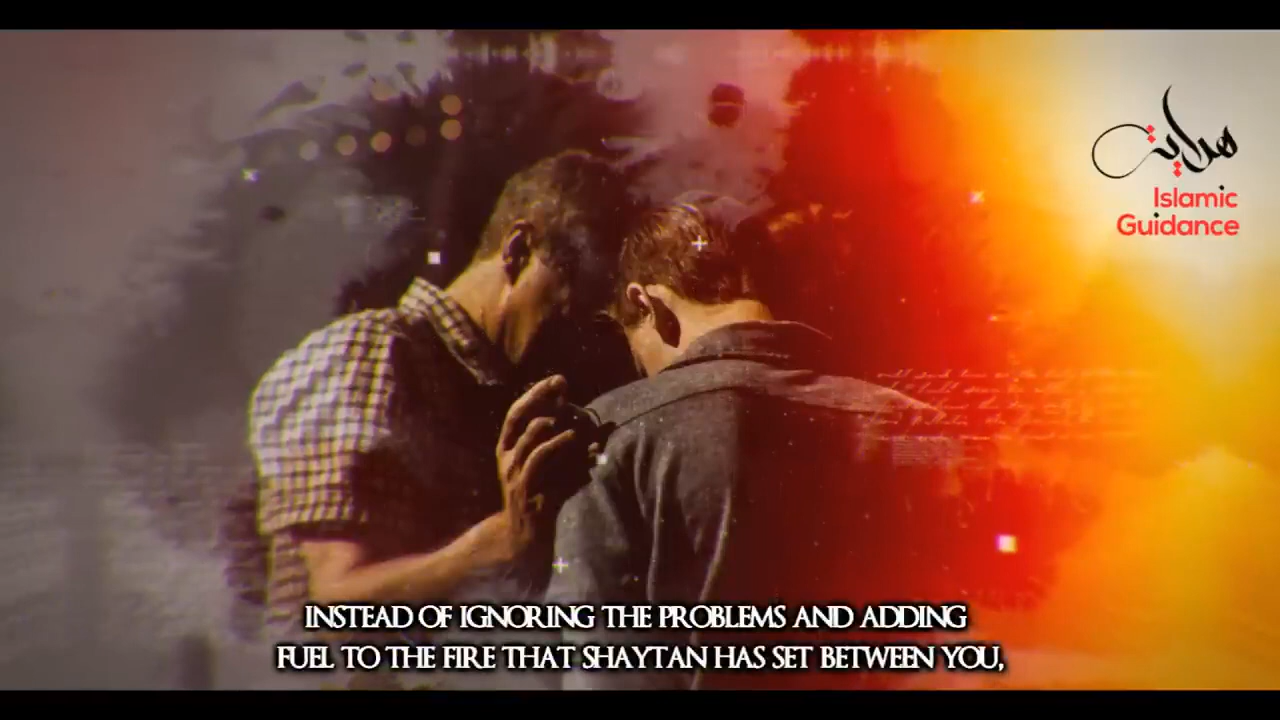 هداية
Islamic
Guidance
INSTEAD OF IGNORING THE PROBLEMS AND ADDING
FUEL TO THE FIRE THAT SHAYTAN HAS SET BETWEEN YOU,